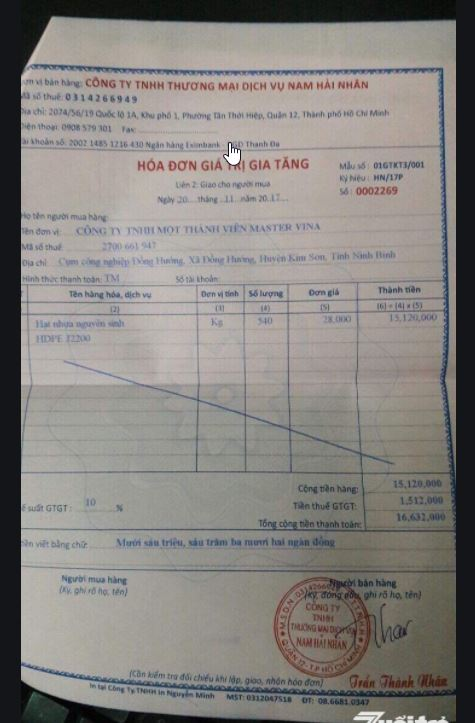 ơn vị bán hàng: CÔNG TY TNHH THƯƠNG MẠI DỊCH VỤ NAM HẢI NHÂN
Mã số thuế: 0314266949
Địa chỉ: 2074/56/19 Quốc lộ 1A, Khu phố 1, Phường Tân Thới Hiệp, Quận 12, Thành phố Hồ Chí Minh
Điện thoại: 0908 579 301 Fax:
ài khoản số: 2002 1485 1216 430 Ngân hàng Eximbank - PGD Thanh Đa
HÓA ĐƠN GIÁ TRỊ GIA TĂNG
Mẫu số : 01GTKT3/001
Liên 2: Giao cho người mua
Ký hiệu : HN/17P
Ngày 20 tháng 11 năm 2017
Số : 0002269
Họ tên người mua hàng:
Tên đơn vị: CÔNG TY TNHH MỘT THÀNH VIÊN MASTER VINA
Mã số thuế 2700 661 947
Địa chỉ Cụm công nghiệp Đồng Hướng, Xã Đồng Hướng, Huyện Kim Sơn, Tỉnh Ninh Bình
Hình thức thanh toán: TM Số tài khoản:
Tên hàng hóa, dịch vụ Đơn vị tính Số lượng Đơn giá Thành tiền
(2) (3) (4) (5) (6) = (4) x (5)
Hạt nhựa nguyên sinh Kg 540 28,000 15,120,000
HDPE
Cộng tiền hàng: 15,120,000
ế suất GTGT : 10 % Tiền thuế GTGT: 1,512,000
Tổng cộng tiền thanh toán: 16,632,000
tiền viết bằng chữ: Mười sáu triệu, sáu trăm ba mươi hai ngàn đồng
Người mua hàng Người bán hàng
(Ký, ghi rõ họ, tên) (Ký, đóng dấu, ghi rõ họ, tên)
CÔNG TY
TNHH
THƯƠNG MẠI DỊCH VỤ
NAM HẢI NHÂN
Trần Thành Nhân
(Cần kiểm tra đối chiếu khi lập, giao, nhận hóa đơn)
In tại Công Ty TNHH In Nguyễn Minh MST: 0312047518 ĐT: 08.6681.0347